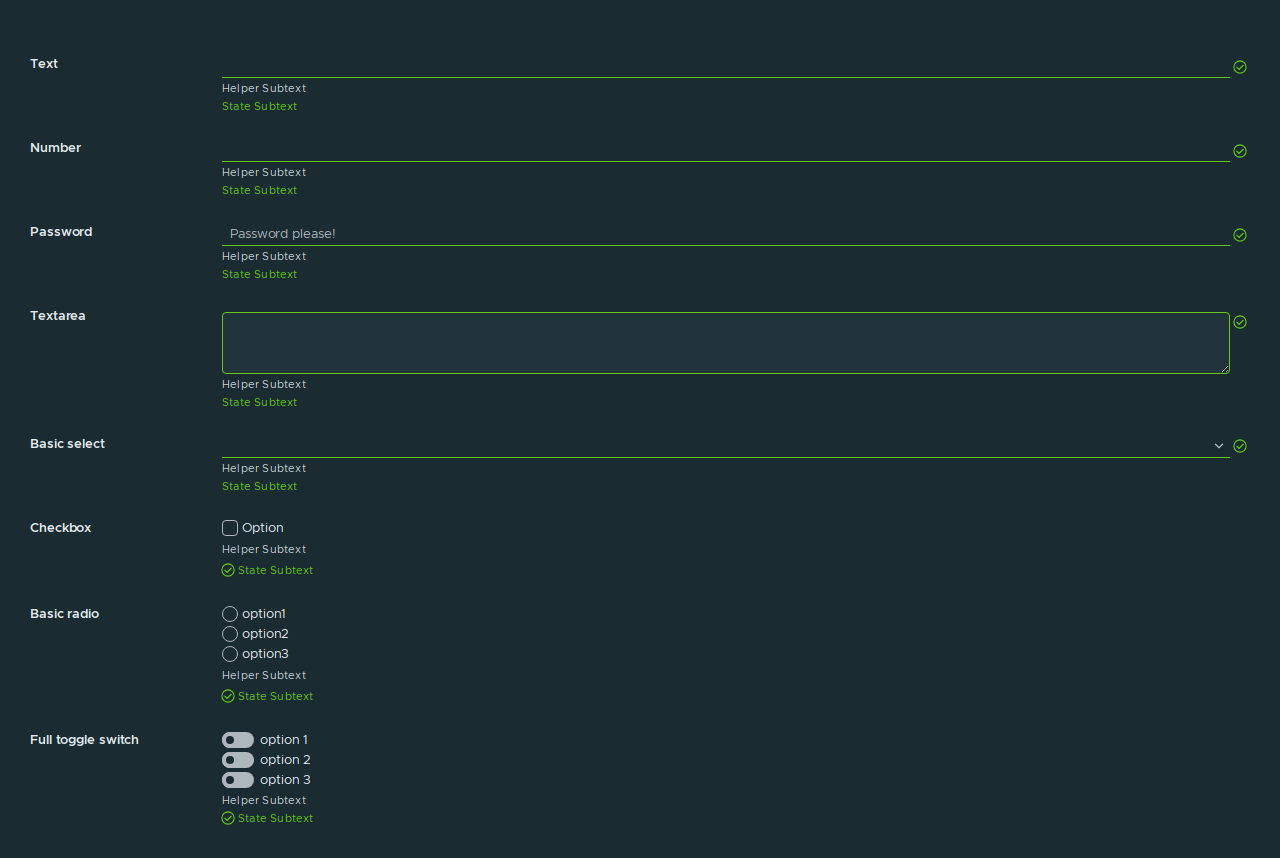 Text
Helper Subtext
State Subtext
Number
Helper Subtext
State Subtext
Password
Password please!
Helper Subtext
State Subtext
Textarea
Helper Subtext
State Subtext
Basic select
Helper Subtext
State Subtext
Checkbox
Option
Helper Subtext
State Subtext
Basic radio
option1
option2
option3
Helper Subtext
State Subtext
Full toggle switch
option 1
option 2
option 3
Helper Subtext
State Subtext